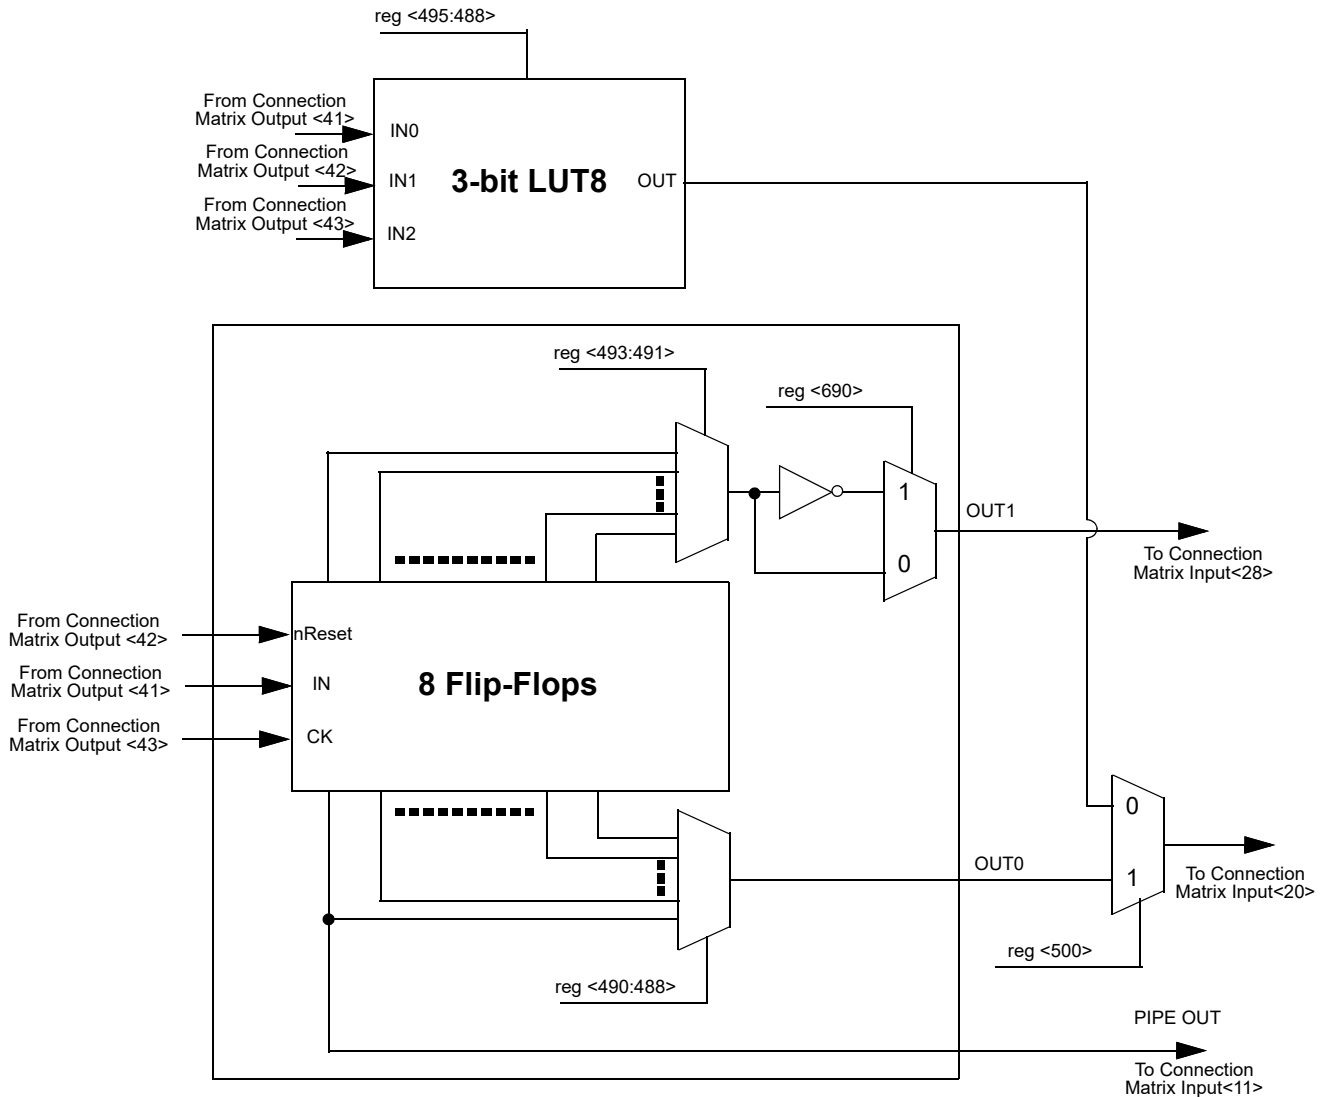 reg <495:488>
From Connection
Matrix Output <41>
IN0
From Connection
Matrix Output <42>
IN1
3-bit LUT8
OUT
From Connection
Matrix Output <43>
IN2
reg <493:491>
reg <690>
1
OUT1
0
To Connection
Matrix Input<28>
From Connection
Matrix Output <42>
nReset
From Connection
Matrix Output <41>
IN
8 Flip-Flops
From Connection
Matrix Output <43>
CK
0
OUT0
1
To Connection
Matrix Input<20>
reg <500>
reg <490:488>
PIPE OUT
To Connection
Matrix Input<11>